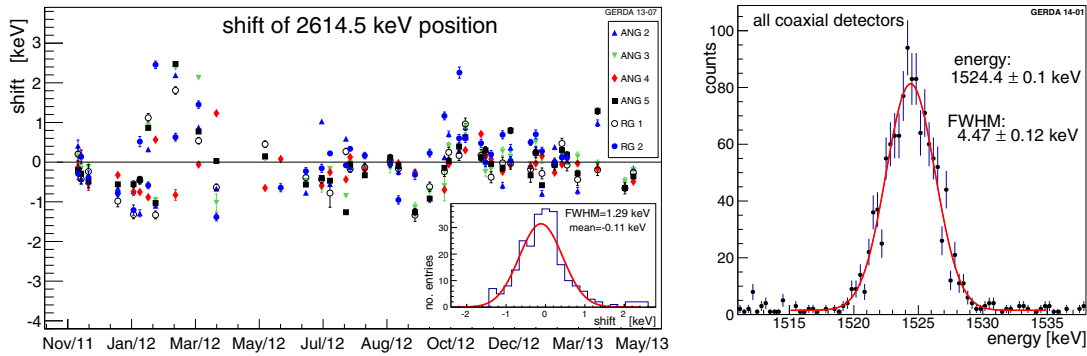 GERDA 13-07
shift of 2614.5 keV position
shift [keV]
3
2
1
0
-1
-2
-3
-4
ANG 2
ANG 3
ANG 4
ANG 5
RG 1
RG 2
FWHM=1.29 keV
mean=-0.11 keV
no. entries
30
20
10
0
-2 -1 0 1 2
shift [keV]
Nov/11 Jan/12 Mar/12 May/12 Jul/12 Aug/12 Oct/12 Dec/12 Mar/13 May/13
GERDA 14-01
all coaxial detectors
counts
100
80
60
40
20
0
energy:
1524.4 ± 0.1 keV
FWHM:
4.47 ± 0.12 keV
1515 1520 1525 1530 1535
energy [keV]